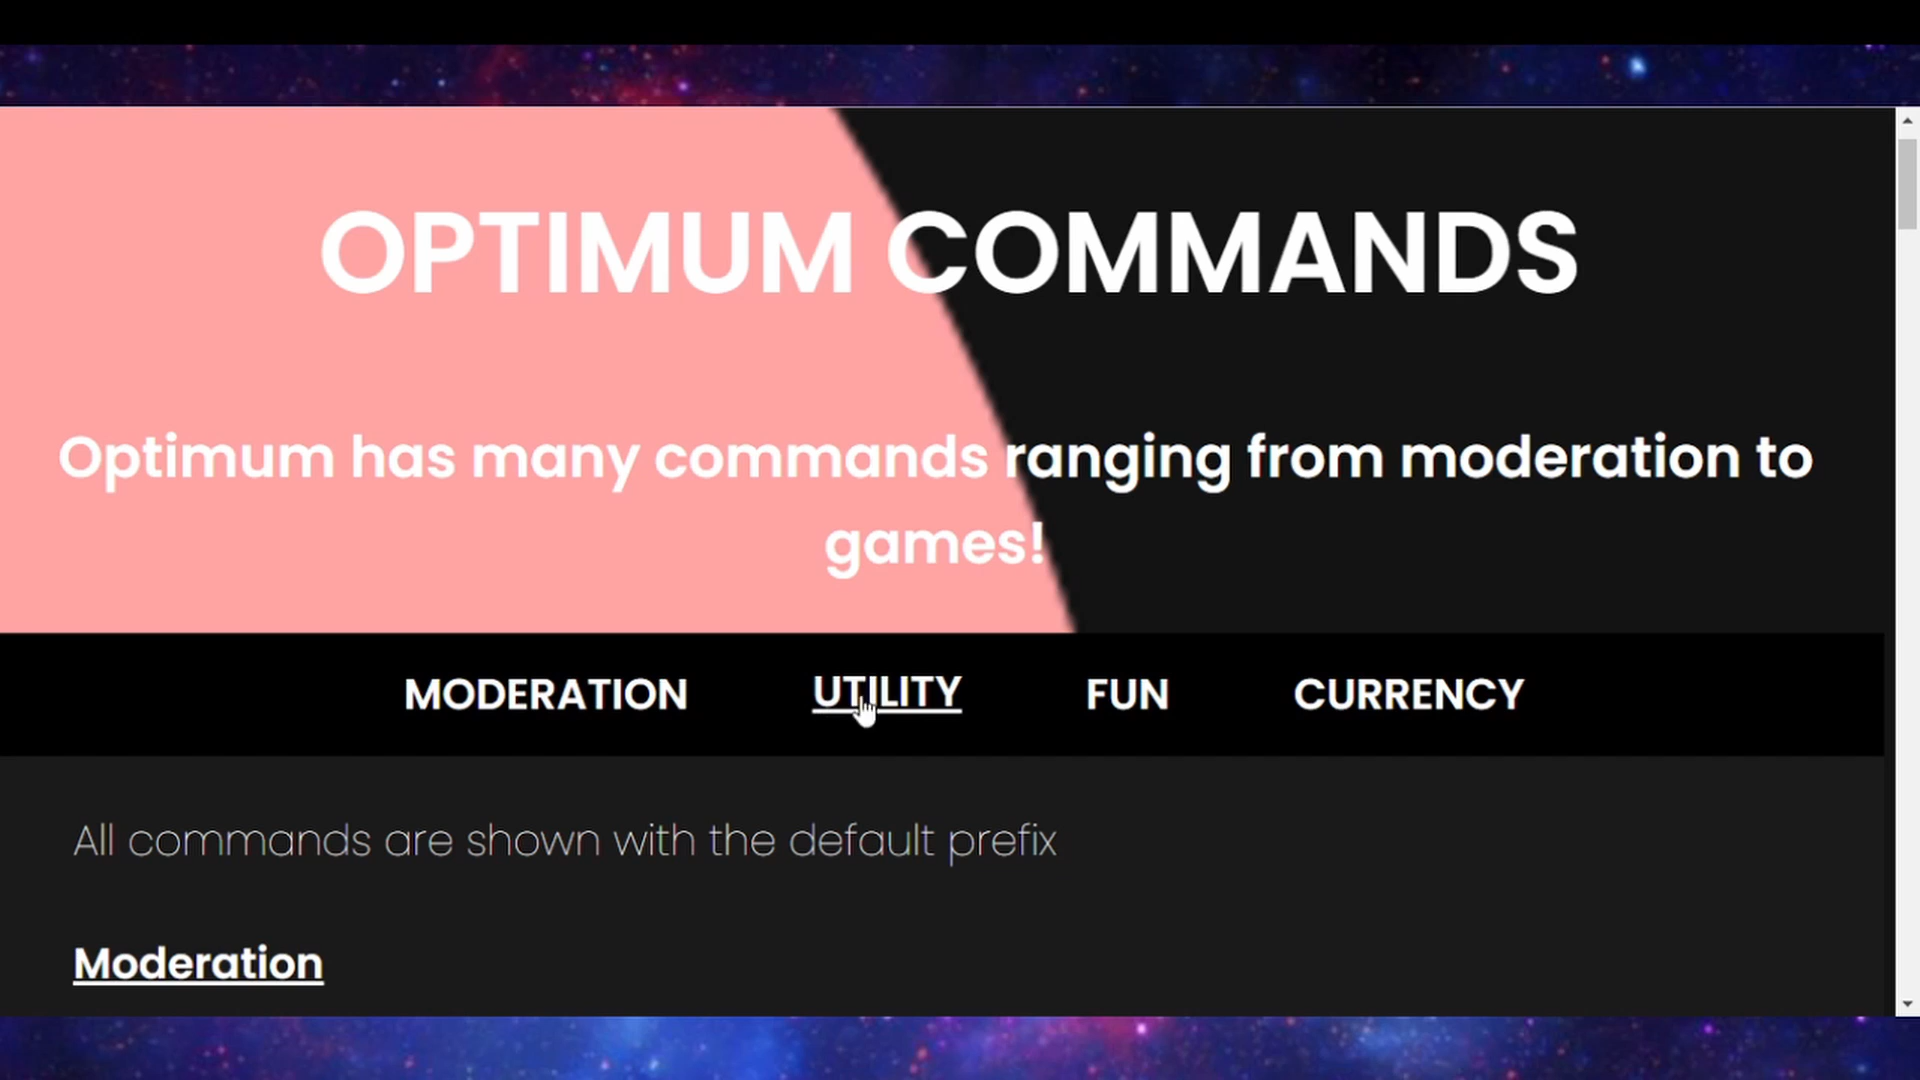 OPTIMUM COMMANDS
Optimum has many commands ranging from moderation to
games!
MODERATION UTILITY FUN CURRENCY
All commands are shown with the default prefix
Moderation